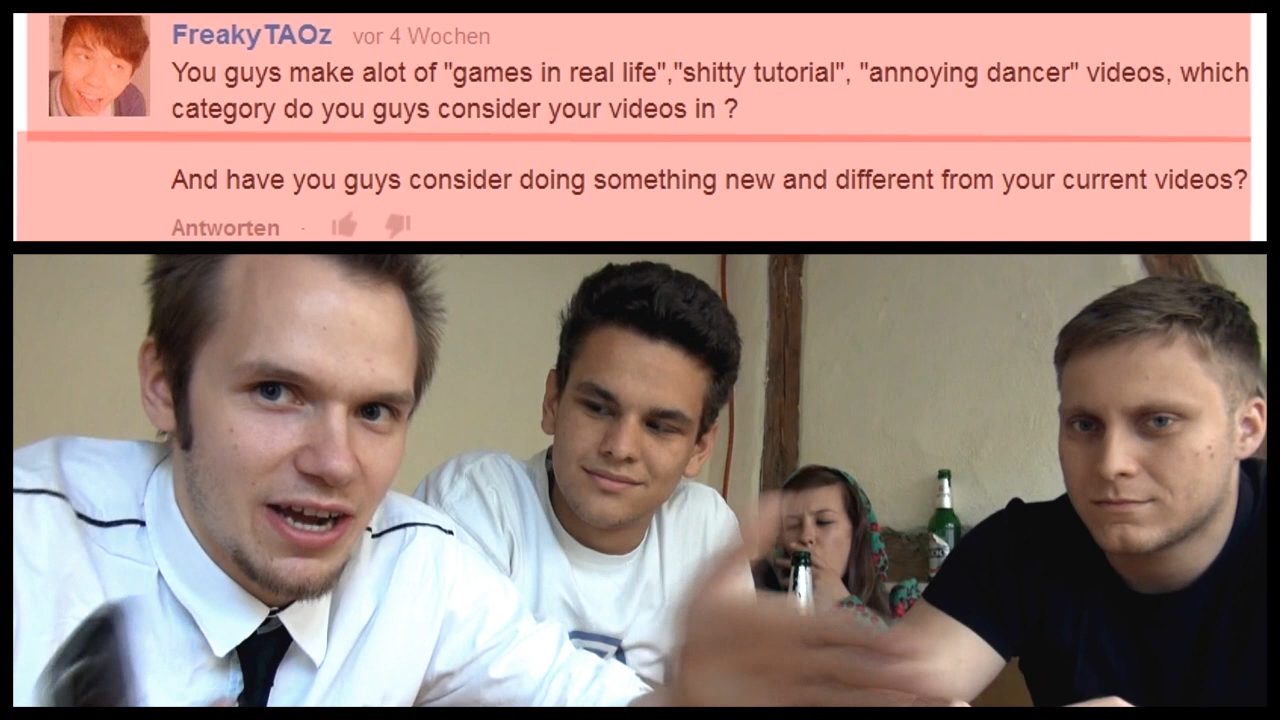 FreakyTAOz vor 4 Wochen
You guys make alot of "games in real life","shitty tutorial", "annoying dancer" videos, which
category do you guys consider your videos in ?
And have you guys consider doing something new and different from your current videos?
Antworten ·